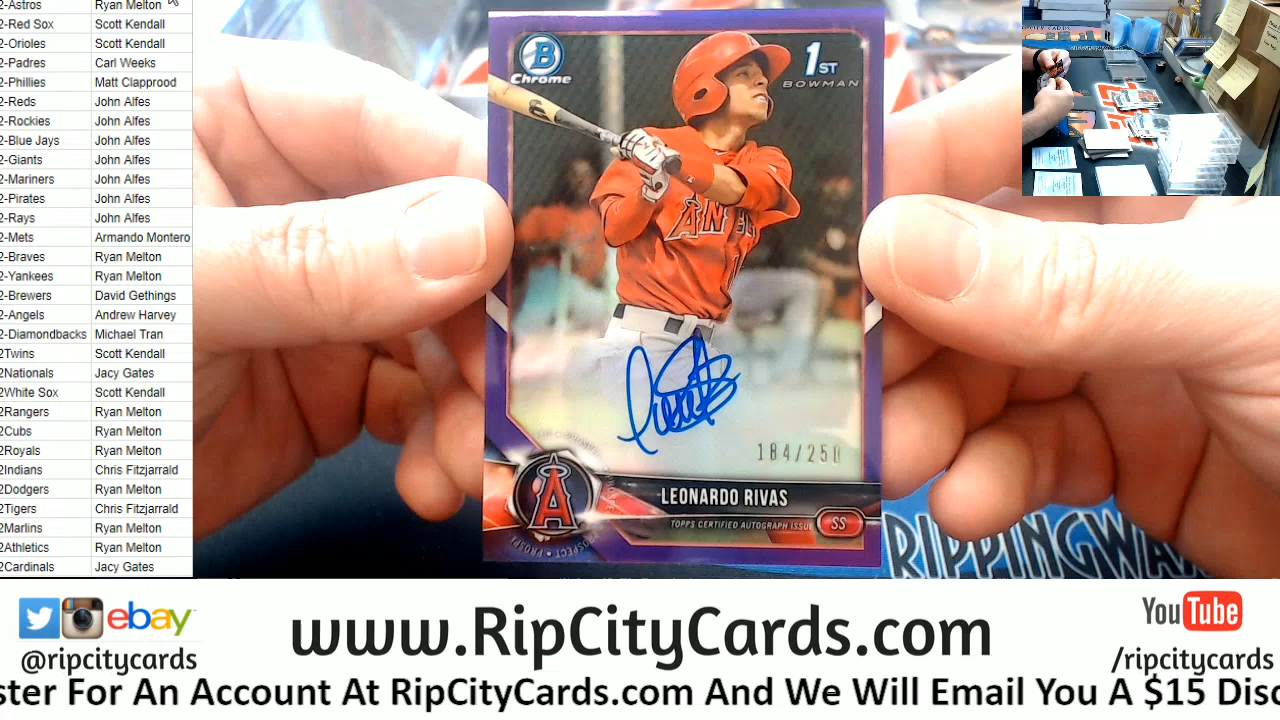 2-Astros Ryan Melton
2-Red Sox Scott Kendall
2-Orioles Scott Kendall
2-Padres Carl Weeks
2-Phillies Matt Clapprood
2-Reds John Alfes
2-Rockies John Alfes
2-Blue Jays John Alfes
2-Giants John Alfes
2-Mariners John Alfes
2-Pirates John Alfes
2-Rays John Alfes
2-Mets Armando Montero
2-Braves Ryan Melton
2-Yankees Ryan Melton
2-Brewers David Gethings
2-Angels Andrew Harvey
2-Diamondbacks Michael Tran
2Twins Scott Kendall
2Nationals Jacy Gates
2White Sox Scott Kendall
2Rangers Ryan Melton
2Cubs Ryan Melton
2Royals Ryan Melton
2Indians Chris Fitzjarrald
2Dodgers Ryan Melton
2Tigers Chris Fitzjarrald
2Marlins Ryan Melton
2Athletics Ryan Melton
2Cardinals Jacy Gates
B
Chrome
1ST
BOWMAN
184/250
A
LEONARDO RIVAS
TOPPS CERTIFIED AUTOGRAPH ISSUE
SS
RIPPINGWA
ebay
@ripcitycards
www.RipCityCards.com
YouTube
/ripcitycards
ster For An Account At RipCityCards.com And We Will Email You A $15 Disc